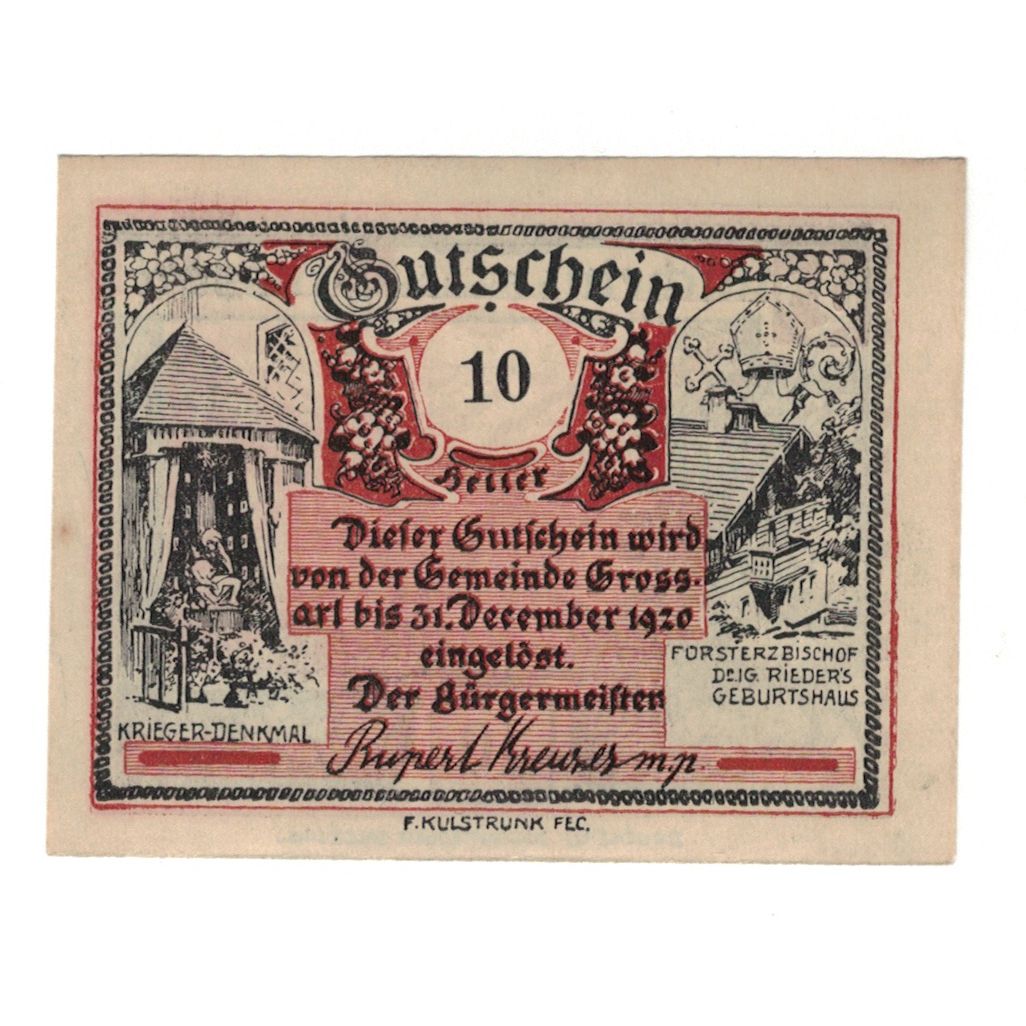 Gutschein
10
Heller
Dieser Gutschein wird
von der Gemeinde Gross-
arl bis 31. December 1920
eingelöst.
Der Bürgermeister
Rupert Kreuzer m.p.
KRIEGER-DENKMAL
FÜRSTERZBISCHOF
DR. IG. RIEDER'S
GEBURTSHAUS
F. KULSTRUNK FEC.